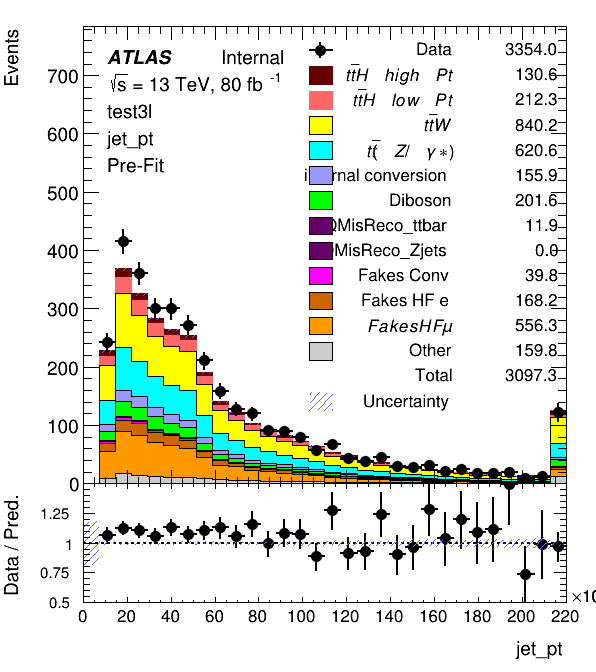 Events
ATLAS Internal
√s = 13 TeV, 80 fb -1
test3l
jet_pt
Pre-Fit
Data 3354.0
tt̄H high Pt 130.6
tt̄H low Pt 212.3
tt̄W 840.2
tt̄( Z/ γ*) 620.6
rnal conversion 155.9
Diboson 201.6
QMisReco_ttbar 11.9
QMisReco_Zjets 0.0
Fakes Conv 39.8
Fakes HF e 168.2
FakesHFμ 556.3
Other 159.8
Total 3097.3
Uncertainty
700
600
500
400
300
200
100
0
Data / Pred.
1.25
1
0.75
0.5
0 20 40 60 80 100 120 140 160 180 200 220
×10
jet_pt